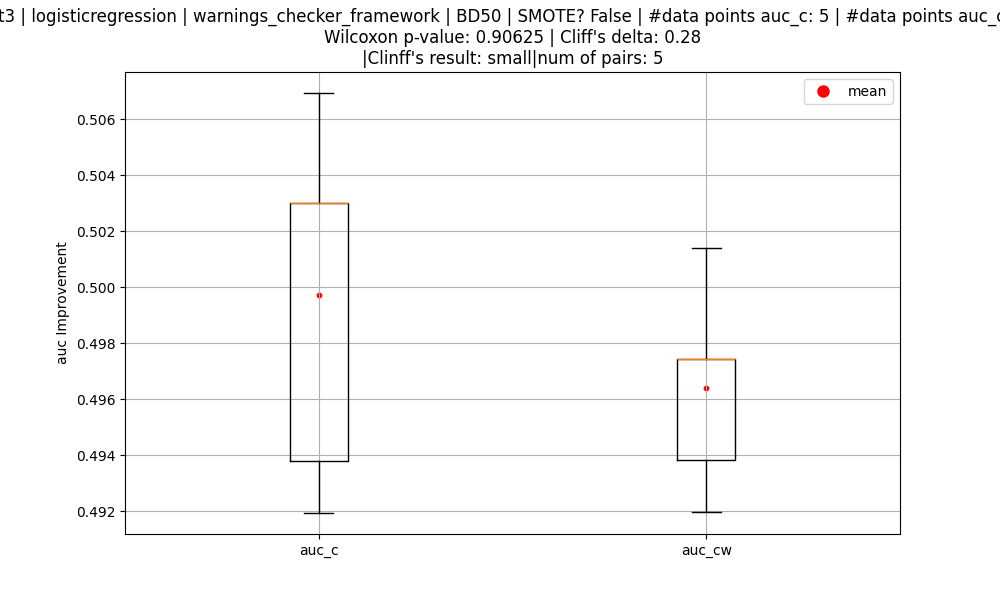 t3 | logisticregression | warnings_checker_framework | BD50 | SMOTE? False | #data points auc_c: 5 | #data points auc_c
Wilcoxon p-value: 0.90625 | Cliff's delta: 0.28
|Clinff's result: small|num of pairs: 5
mean
0.506
0.504
0.502
0.500
0.498
0.496
0.494
0.492
auc Improvement
auc_c
auc_cw